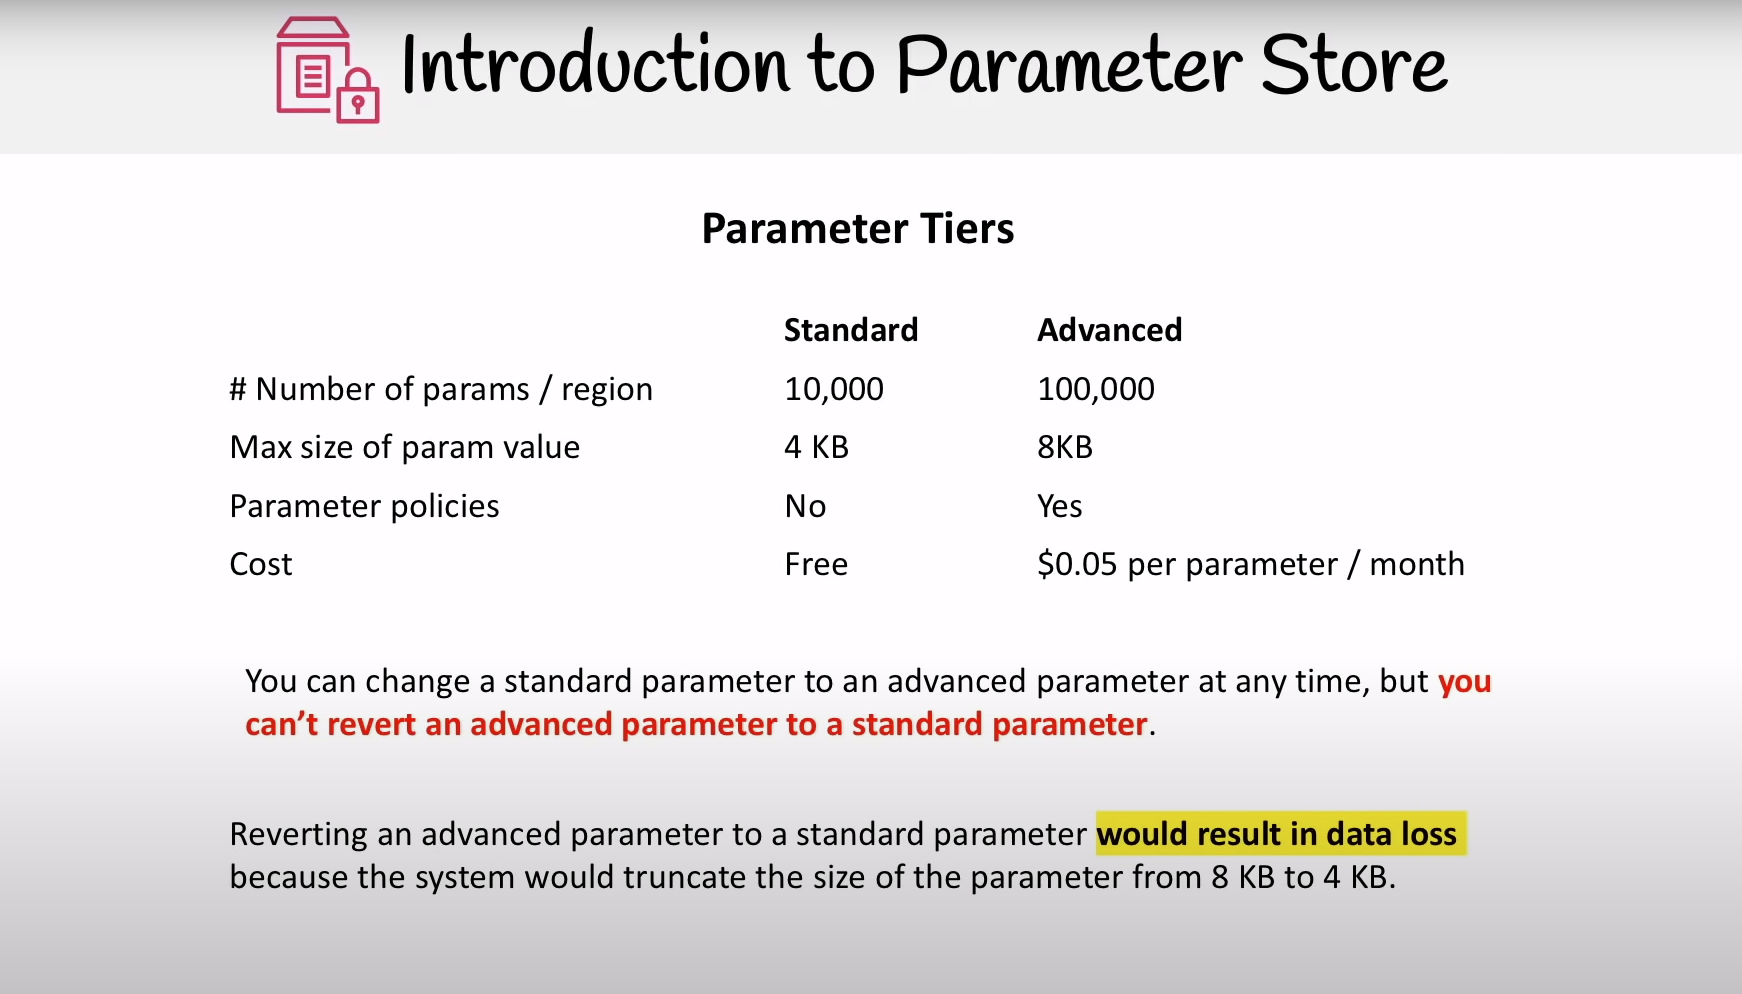 Introduction to Parameter Store
Parameter Tiers
Standard Advanced
# Number of params / region 10,000 100,000
Max size of param value 4 KB 8KB
Parameter policies No Yes
Cost Free $0.05 per parameter / month
You can change a standard parameter to an advanced parameter at any time, but you
can’t revert an advanced parameter to a standard parameter.
Reverting an advanced parameter to a standard parameter would result in data loss
because the system would truncate the size of the parameter from 8 KB to 4 KB.